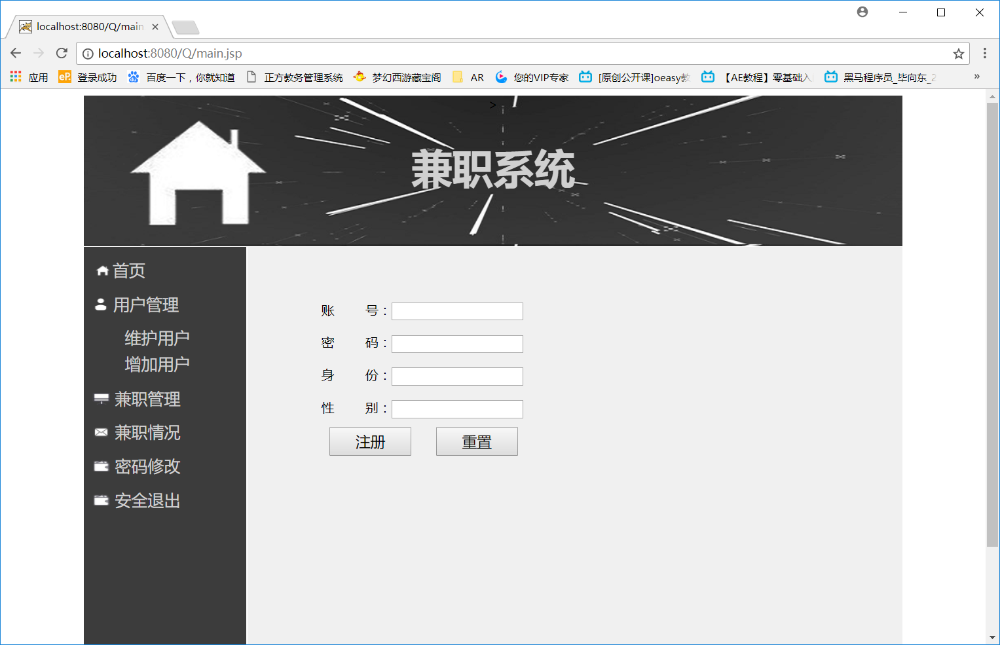 localhost:8080/Q/main
localhost:8080/Q/main.jsp
应用 登录成功 百度一下，你就知道 正方教务管理系统 梦幻西游藏宝阁 AR 您的VIP专家 [原创公开课]oeasy教 【AE教程】零基础入 黑马程序员_毕向东_2 »
>
兼职系统
首页
用户管理
维护用户
增加用户
兼职管理
兼职情况
密码修改
安全退出
账 号：
密 码：
身 份：
性 别：
注册 重置